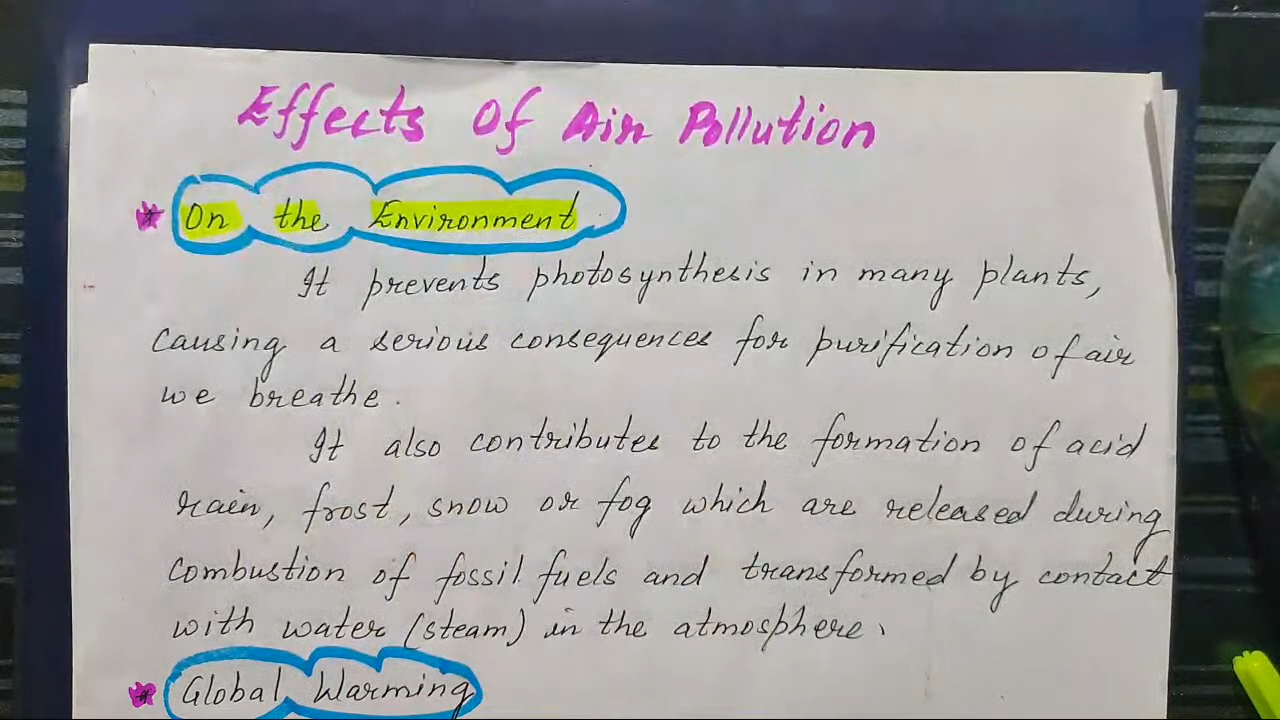 Effects Of Air Pollution
* On the Environment
It prevents photosynthesis in many plants,
causing a serious consequences for purification of air
we breathe.
It also contributes to the formation of acid
rain, frost, snow or fog which are released during
combustion of fossil fuels and transformed by contact
with water (steam) in the atmosphere.
* Global Warming